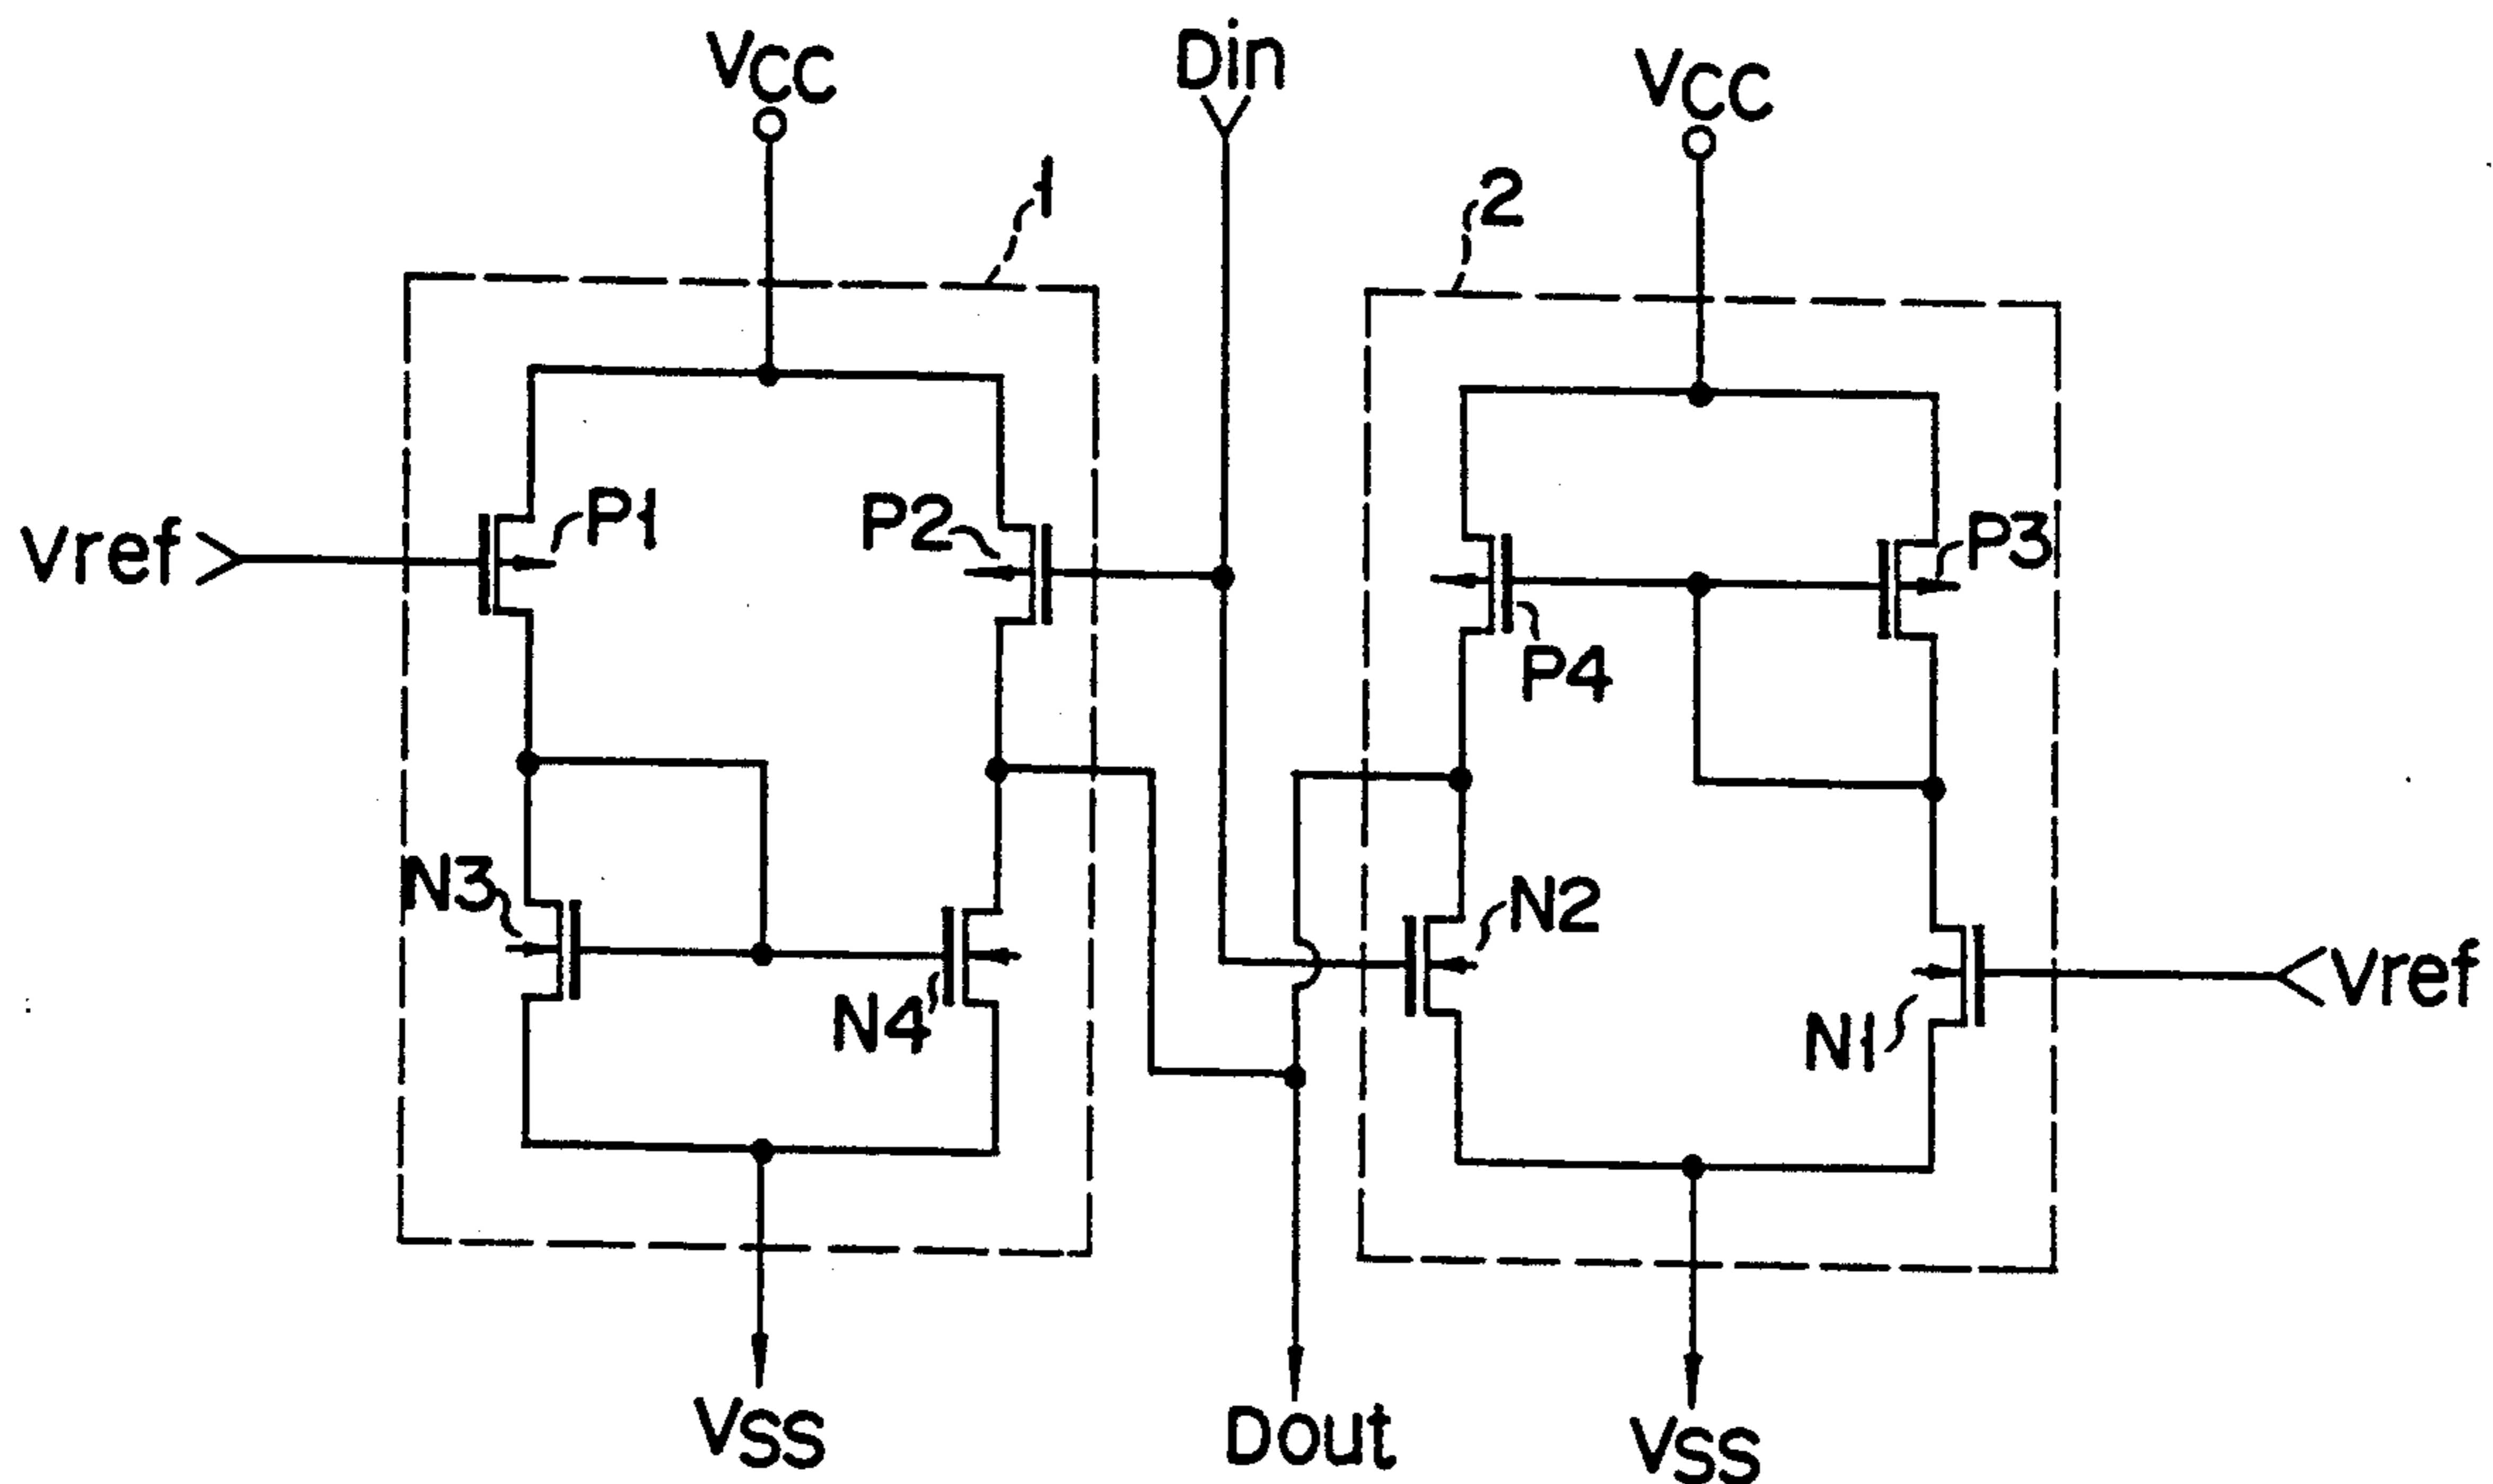 VCC
Din
VCC
1
2
Vref
P1
P2
P3
P4
N3
N2
N4
N1
Vref
VSS
Dout
VSS